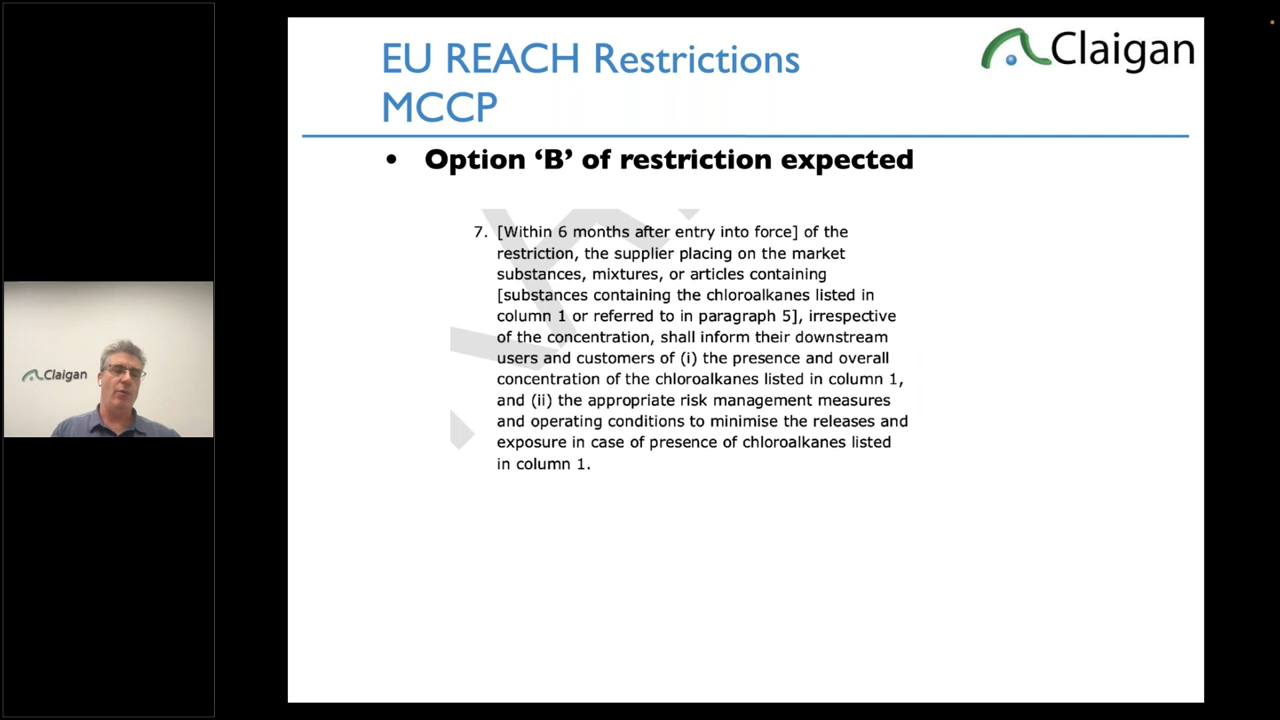 EU REACH Restrictions
MCCP
Claigan
• Option ‘B’ of restriction expected
7. [Within 6 months after entry into force] of the
restriction, the supplier placing on the market
substances, mixtures, or articles containing
[substances containing the chloroalkanes listed in
column 1 or referred to in paragraph 5], irrespective
of the concentration, shall inform their downstream
users and customers of (i) the presence and overall
concentration of the chloroalkanes listed in column 1,
and (ii) the appropriate risk management measures
and operating conditions to minimise the releases and
exposure in case of presence of chloroalkanes listed
in column 1.
Claigan